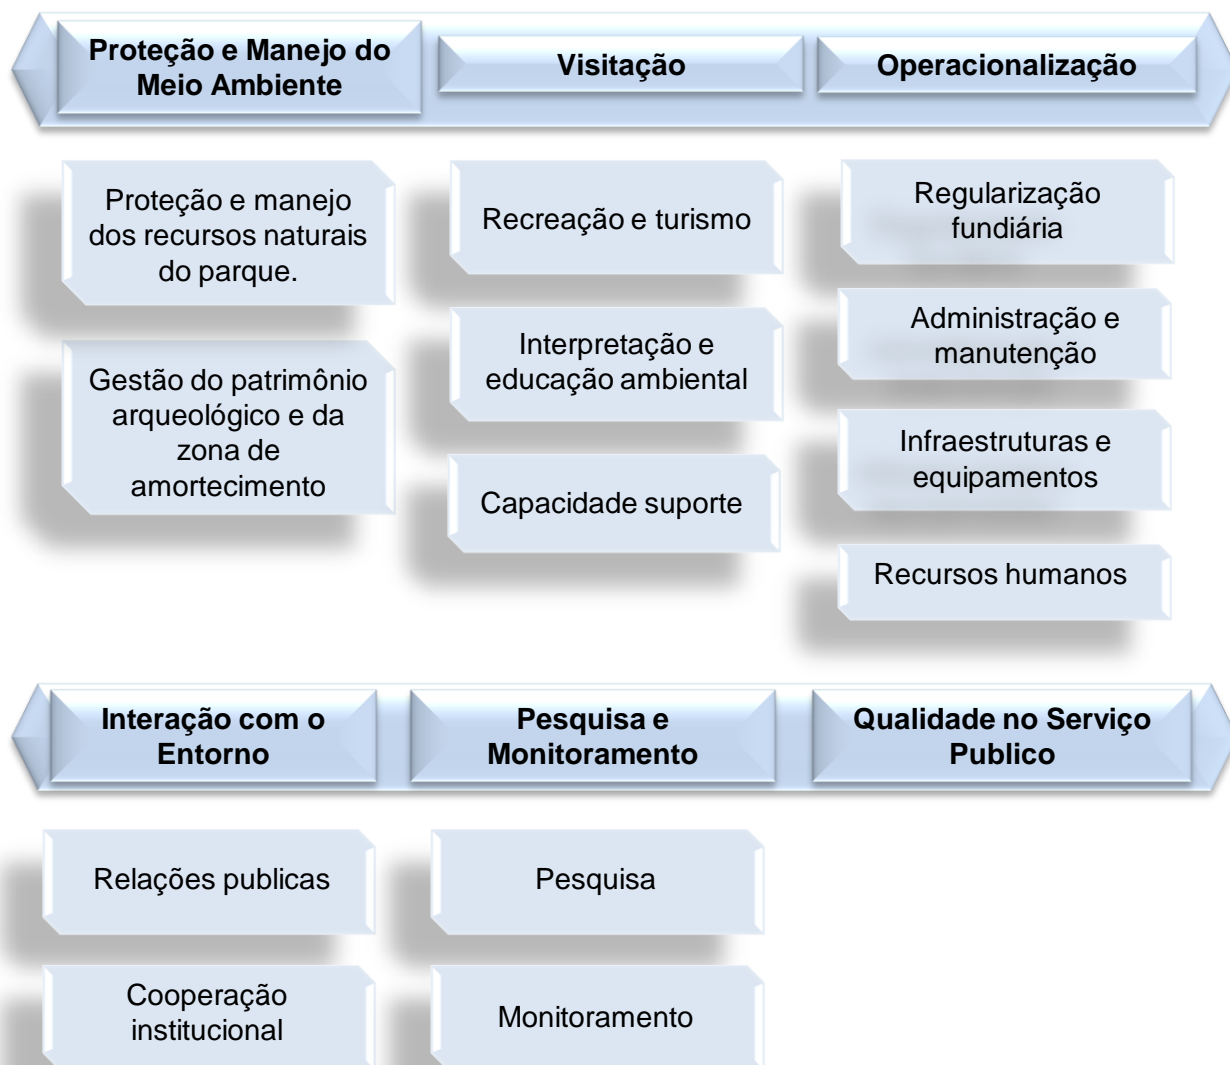 Proteção e Manejo do
Meio Ambiente
Visitação
Operacionalização
Proteção e manejo
dos recursos naturais
do parque.
Gestão do patrimônio
arqueológico e da
zona de
amortecimento
Recreação e turismo
Interpretação e
educação ambiental
Capacidade suporte
Regularização
fundiária
Administração e
manutenção
Infraestruturas e
equipamentos
Recursos humanos
Interação com o
Entorno
Pesquisa e
Monitoramento
Qualidade no Serviço
Publico
Relações publicas
Cooperação
institucional
Pesquisa
Monitoramento